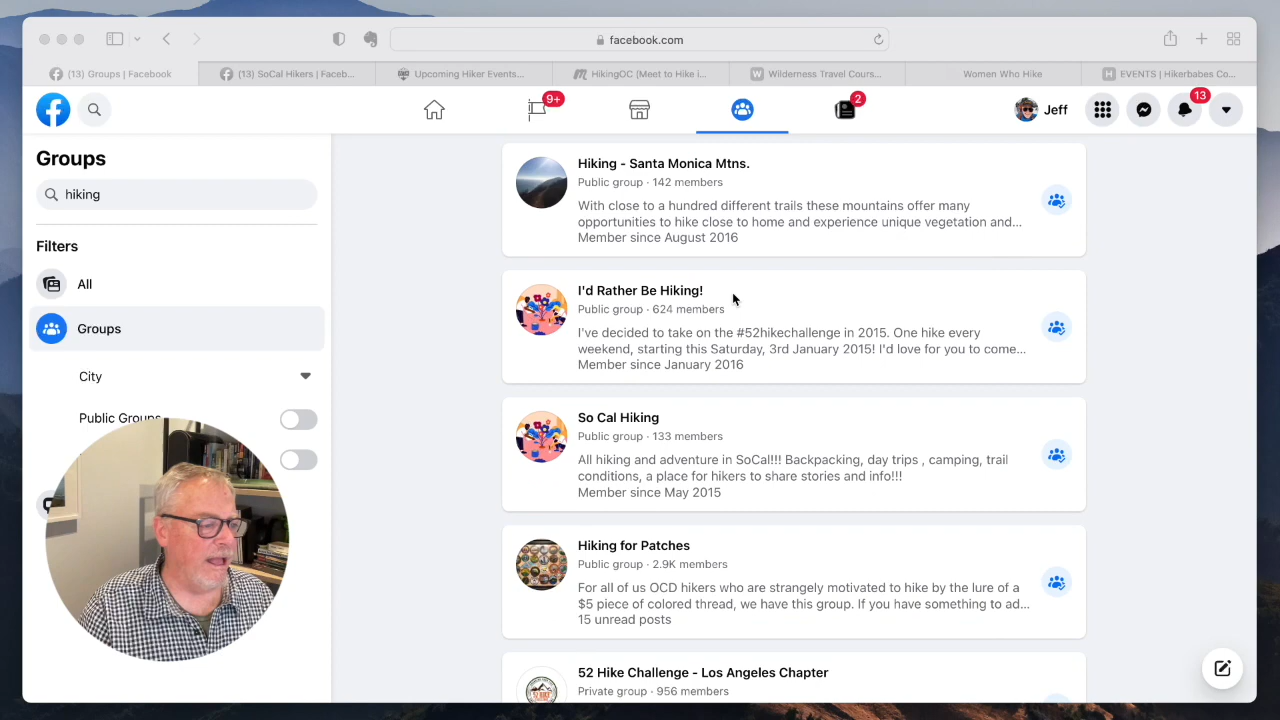 facebook.com
(13) Groups | Facebook
(13) SoCal Hikers | Faceb...
Upcoming Hiker Events...
HikingOC (Meet to Hike i...
Wilderness Travel Cours...
Women Who Hike
EVENTS | Hikerbabes Co...
9+
2
Jeff
13
Groups
hiking
Filters
All
Groups
City
Public Groups
Hiking - Santa Monica Mtns.
Public group · 142 members
With close to a hundred different trails these mountains offer many
opportunities to hike close to home and experience unique vegetation and...
Member since August 2016
I'd Rather Be Hiking!
Public group · 624 members
I've decided to take on the #52hikechallenge in 2015. One hike every
weekend, starting this Saturday, 3rd January 2015! I'd love for you to come...
Member since January 2016
So Cal Hiking
Public group · 133 members
All hiking and adventure in SoCal!!! Backpacking, day trips , camping, trail
conditions, a place for hikers to share stories and info!!!
Member since May 2015
Hiking for Patches
Public group · 2.9K members
For all of us OCD hikers who are strangely motivated to hike by the lure of a
$5 piece of colored thread, we have this group. If you have something to ad...
15 unread posts
52 Hike Challenge - Los Angeles Chapter
Private group · 956 members